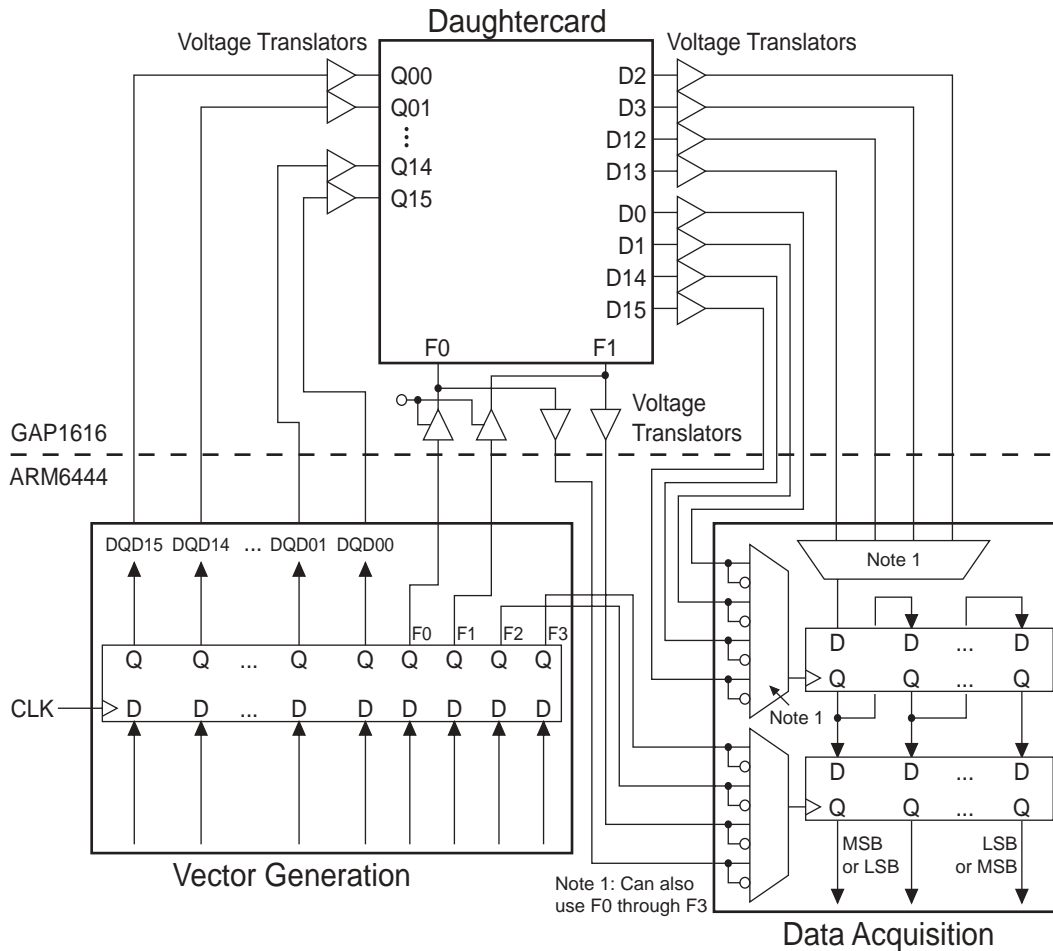 Daughtercard
Voltage Translators
Voltage Translators
Q00
Q01
Q14
Q15
D2
D3
D12
D13
D0
D1
D14
D15
F0
F1
Voltage
Translators
GAP1616
ARM6444
DQD15 DQD14 ... DQD01 DQD00
F0 F1 F2 F3
Q Q ... Q Q Q Q Q Q
CLK
D D ... D D D D D D
Vector Generation
Note 1
D D ... D
Q Q ... Q
Note 1
D D ... D
Q Q ... Q
MSB
or LSB
LSB
or MSB
Note 1: Can also
use F0 through F3
Data Acquisition